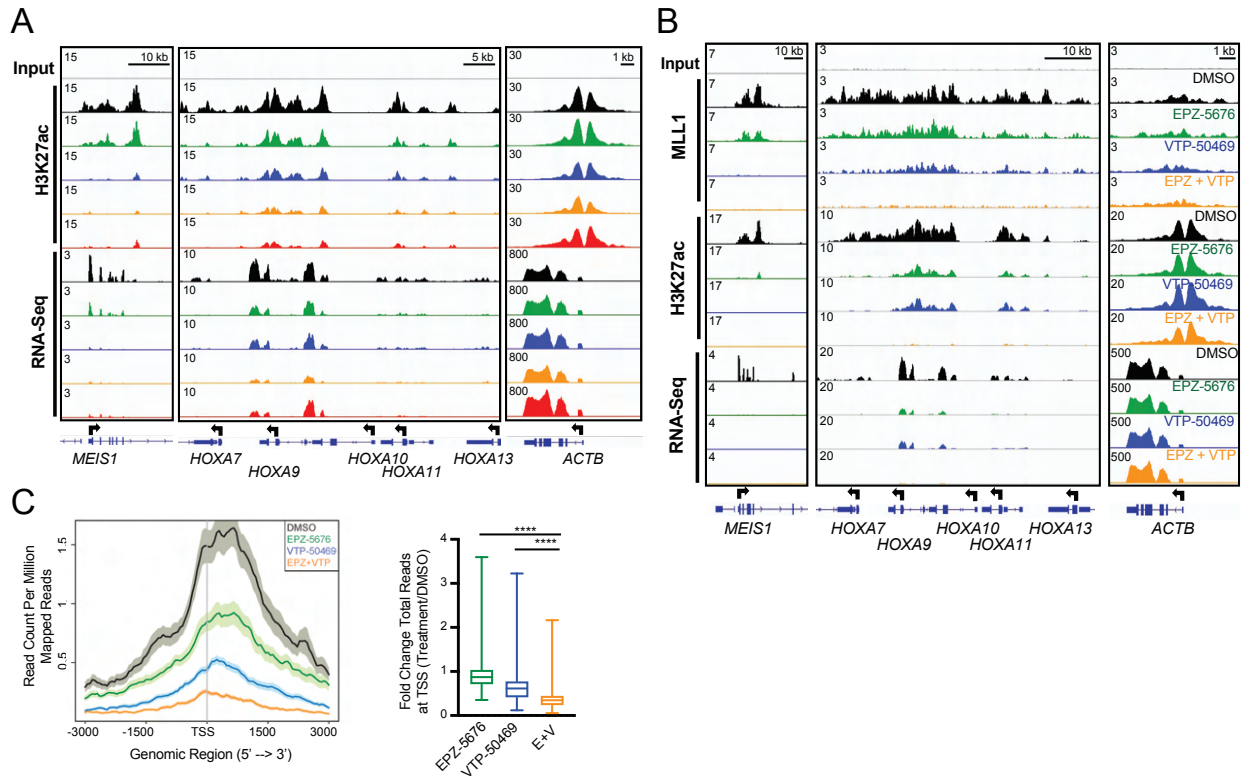 A
Input
H3K27ac
RNA-Seq
15
10 kb
15
15
15
15
15
3
3
3
3
3
15
5 kb
15
15
15
15
15
10
10
10
10
10
30
1 kb
30
30
30
30
30
800
800
800
800
800
MEIS1
HOXA7
HOXA9
HOXA10
HOXA11
HOXA13
ACTB
B
Input
MLL1
H3K27ac
RNA-Seq
7
10 kb
7
7
7
7
17
17
17
17
4
4
4
4
3
10 kb
3
3
3
3
10
10
10
10
20
20
20
20
3
1 kb
3
DMSO
3
EPZ-5676
3
VTP-50469
3
EPZ + VTP
20
DMSO
20
EPZ-5676
20
VTP-50469
20
EPZ + VTP
500
DMSO
500
EPZ-5676
500
VTP-50469
500
EPZ + VTP
MEIS1
HOXA7
HOXA9
HOXA10
HOXA11
HOXA13
ACTB
C
Read Count Per Million
Mapped Reads
1.5
1.
0.5
DMSO
EPZ-5676
VTP-50469
EPZ+VTP
-3000
-1500
TSS
1500
3000
Genomic Region (5' --> 3')
Fold Change Total Reads
at TSS (Treatment/DMSO)
4
3
2
1
0
****
****
EPZ-5676
VTP-50469
E+V